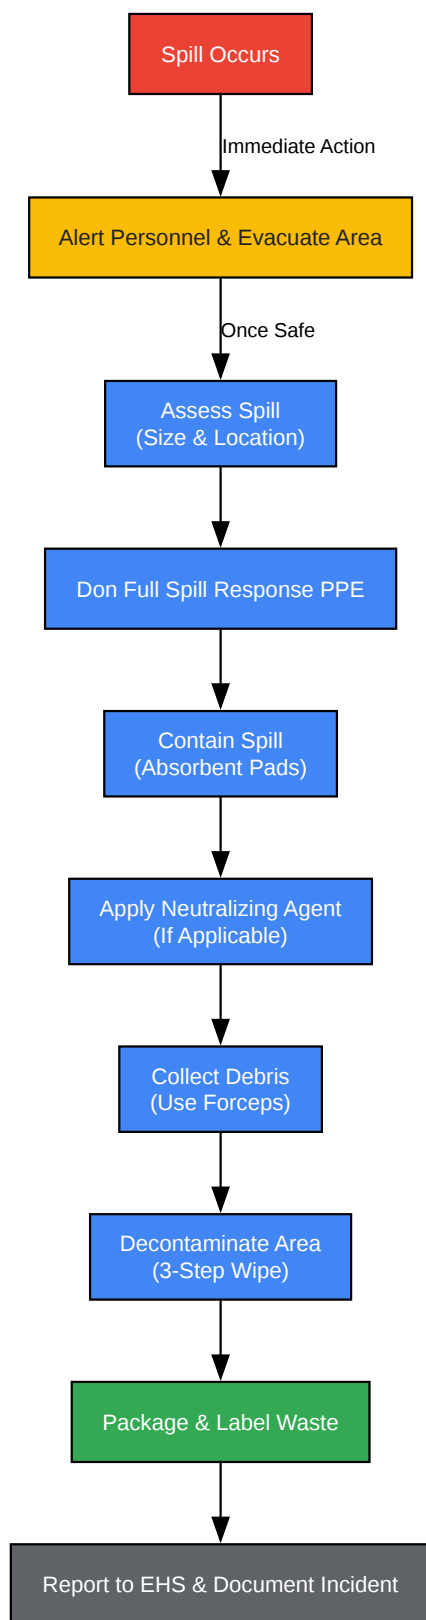 Spill Occurs
Immediate Action
Alert Personnel & Evacuate Area
Once Safe
Assess Spill
(Size & Location)
Don Full Spill Response PPE
Contain Spill
(Absorbent Pads)
Apply Neutralizing Agent
(If Applicable)
Collect Debris
(Use Forceps)
Decontaminate Area
(3-Step Wipe)
Package & Label Waste
Report to EHS & Document Incident